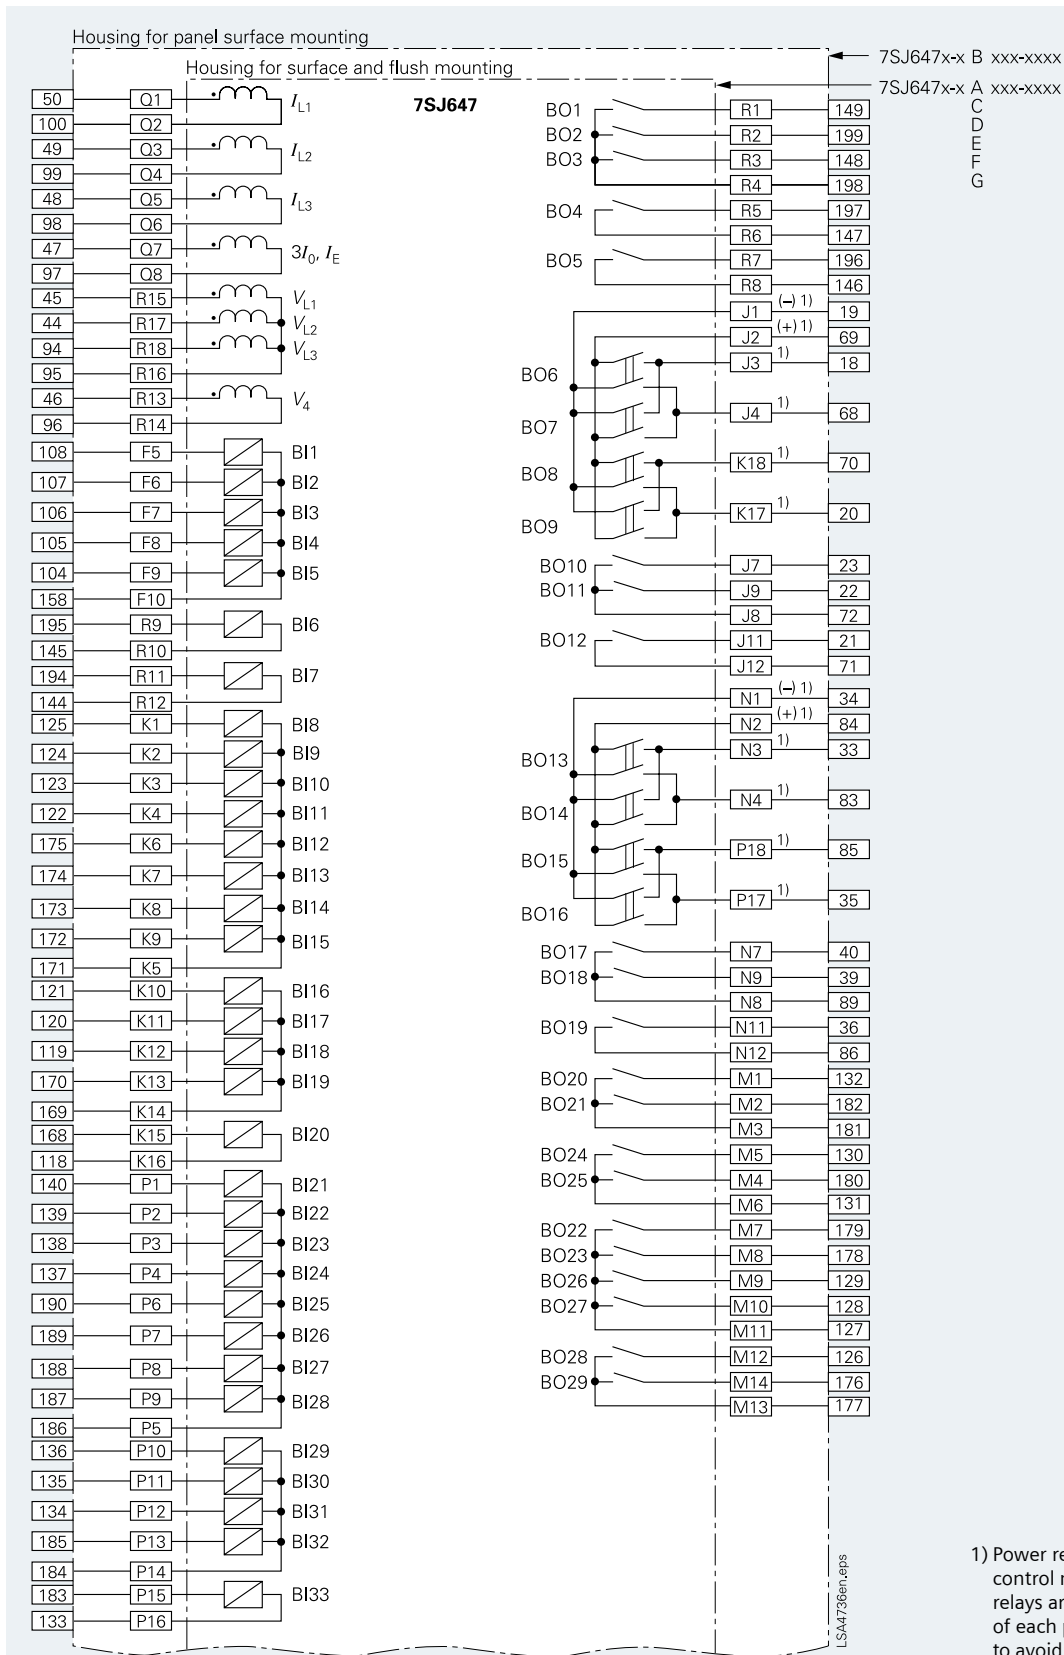 Housing for panel surface mounting
Housing for surface and flush mounting
7SJ647x-x B xxx-xxxx
7SJ647x-x A xxx-xxxx
C
D
E
F
G
7SJ647
50 Q1 IL1
100 Q2
49 Q3 IL2
99 Q4
48 Q5 IL3
98 Q6
47 Q7 3I0, IE
97 Q8
45 R15 VL1
44 R17 VL2
94 R18 VL3
95 R16
46 R13 V4
96 R14
108 F5 BI1
107 F6 BI2
106 F7 BI3
105 F8 BI4
104 F9 BI5
158 F10
195 R9 BI6
145 R10
194 R11 BI7
144 R12
125 K1 BI8
124 K2 BI9
123 K3 BI10
122 K4 BI11
175 K6 BI12
174 K7 BI13
173 K8 BI14
172 K9 BI15
171 K5
121 K10 BI16
120 K11 BI17
119 K12 BI18
170 K13 BI19
169 K14
168 K15 BI20
118 K16
140 P1 BI21
139 P2 BI22
138 P3 BI23
137 P4 BI24
190 P6 BI25
189 P7 BI26
188 P8 BI27
187 P9 BI28
186 P5
136 P10 BI29
135 P11 BI30
134 P12 BI31
185 P13 BI32
184 P14
183 P15 BI33
133 P16
BO1 R1 149
BO2 R2 199
BO3 R3 148
R4 198
BO4 R5 197
R6 147
BO5 R7 196
R8 146
J1 (–) 1) 19
J2 (+) 1) 69
J3 1) 18
BO6
J4 1) 68
BO7
K18 1) 70
BO8
K17 1) 20
BO9
BO10 J7 23
BO11 J9 22
J8 72
BO12 J11 21
J12 71
N1 (–) 1) 34
N2 (+) 1) 84
N3 1) 33
BO13
N4 1) 83
BO14
P18 1) 85
BO15
P17 1) 35
BO16
BO17 N7 40
BO18 N9 39
N8 89
BO19 N11 36
N12 86
BO20 M1 132
BO21 M2 182
M3 181
BO24 M5 130
BO25 M4 180
M6 131
BO22 M7 179
BO23 M8 178
BO26 M9 129
BO27 M10 128
M11 127
BO28 M12 126
BO29 M14 176
M13 177
LSA4736en.eps
1) Power re
control r
relays ar
of each p
to avoid